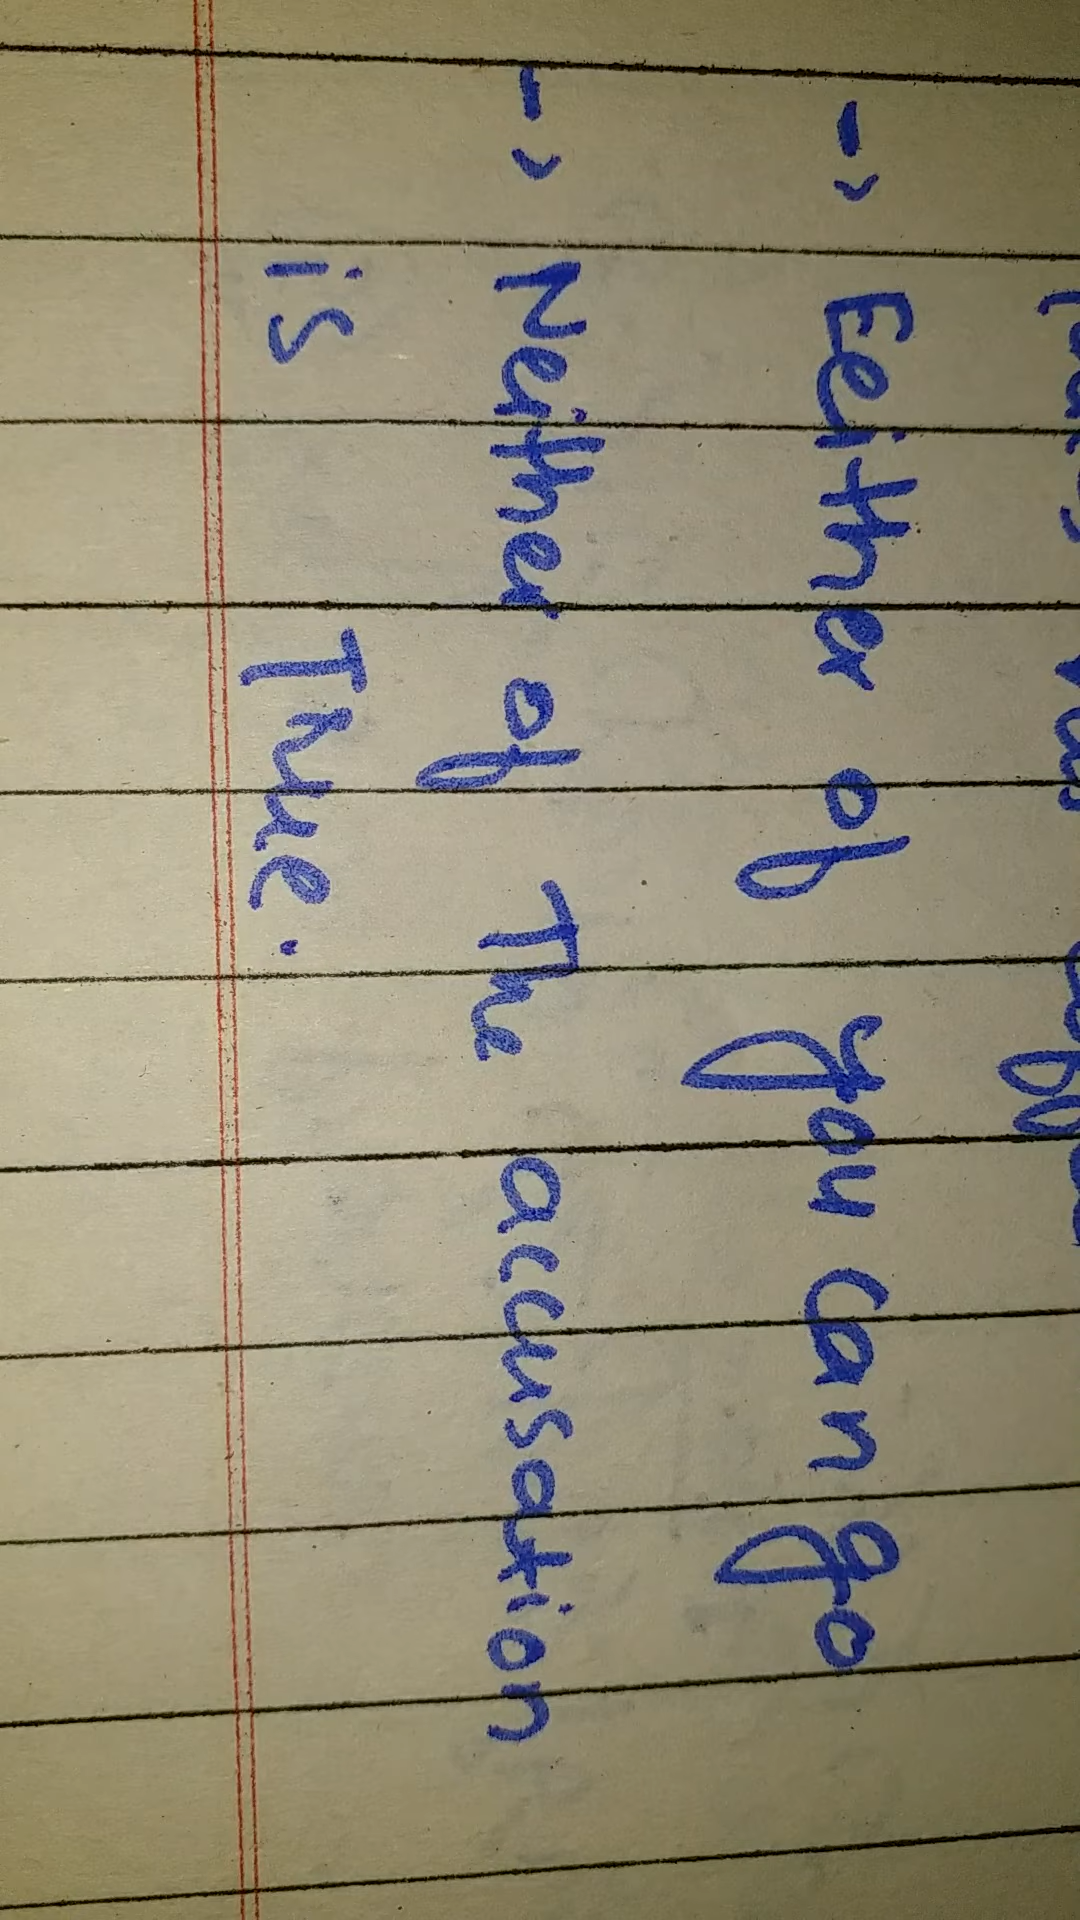 -> Eeither of you can go
-> Neither of The accusation
is True.